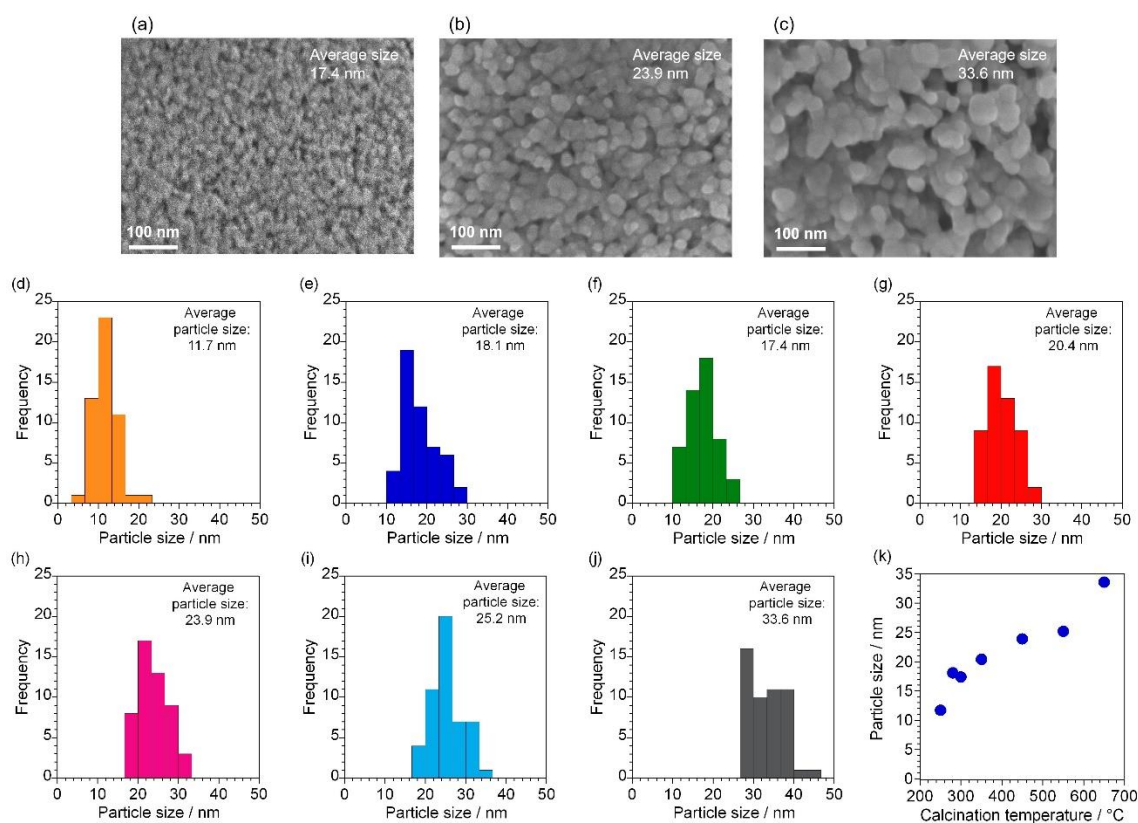 (a)
Average size
17.4 nm
100 nm
(b)
Average size
23.9 nm
100 nm
(c)
Average size
33.6 nm
100 nm
(d)
25
20
15
10
5
0
Frequency
Average
particle size:
11.7 nm
0 10 20 30 40 50
Particle size / nm
(e)
25
20
15
10
5
0
Frequency
Average
particle size:
18.1 nm
0 10 20 30 40 50
Particle size / nm
(f)
25
20
15
10
5
0
Frequency
Average
particle size:
17.4 nm
0 10 20 30 40 50
Particle size / nm
(g)
25
20
15
10
5
0
Frequency
Average
particle size:
20.4 nm
0 10 20 30 40 50
Particle size / nm
(h)
25
20
15
10
5
0
Frequency
Average
particle size:
23.9 nm
0 10 20 30 40 50
Particle size / nm
(i)
25
20
15
10
5
0
Frequency
Average
particle size:
25.2 nm
0 10 20 30 40 50
Particle size / nm
(j)
25
20
15
10
5
0
Frequency
Average
particle size:
33.6 nm
0 10 20 30 40 50
Particle size / nm
(k)
35
30
25
20
15
10
5
0
Particle size / nm
200 300 400 500 600 700
Calcination temperature / °C